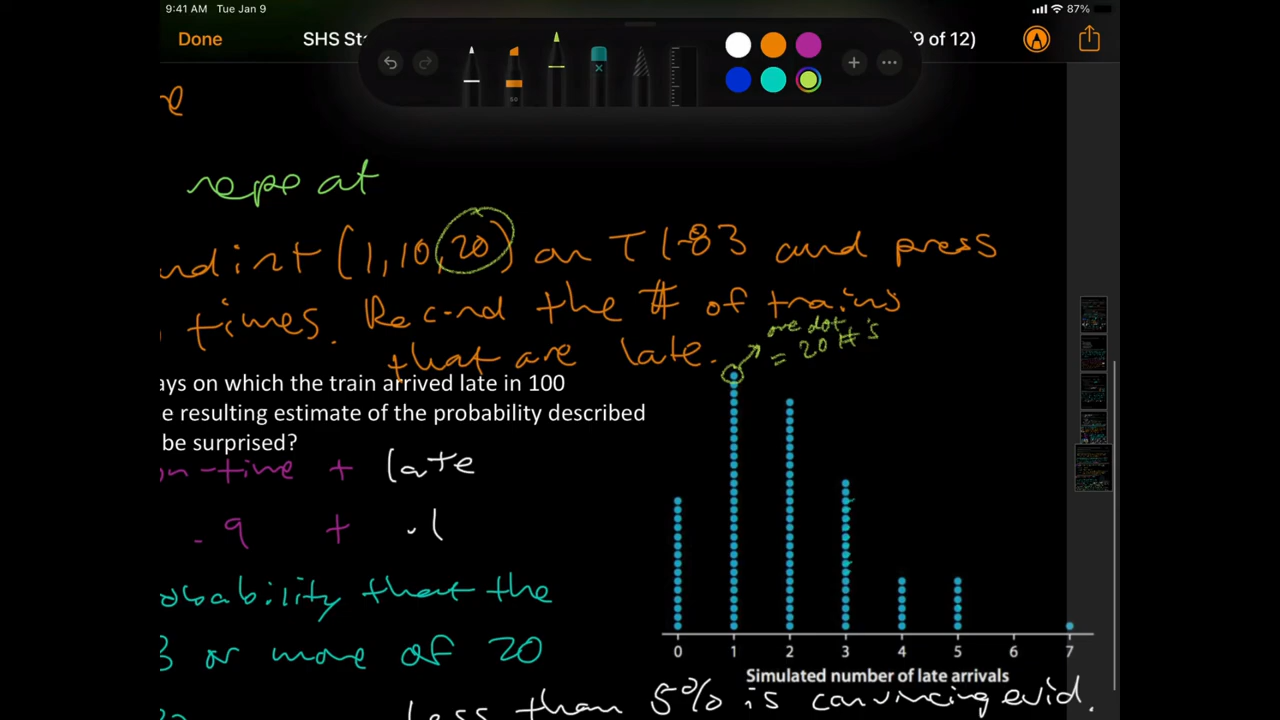 9:41 AM Tue Jan 9
87%
Done
SHS Sta
9 of 12)
5.0
repeat
ndint (1,10,20) on TI-83 and press
times. Record the # of trains
that are late.
one dot
= 20 #'s
ays on which the train arrived late in 100
e resulting estimate of the probability described
be surprised?
on-time + late
.9 + .1
obability that the
3 or more of 20
0 1 2 3 4 5 6 7
Simulated number of late arrivals
less than 5% is convincing evid.